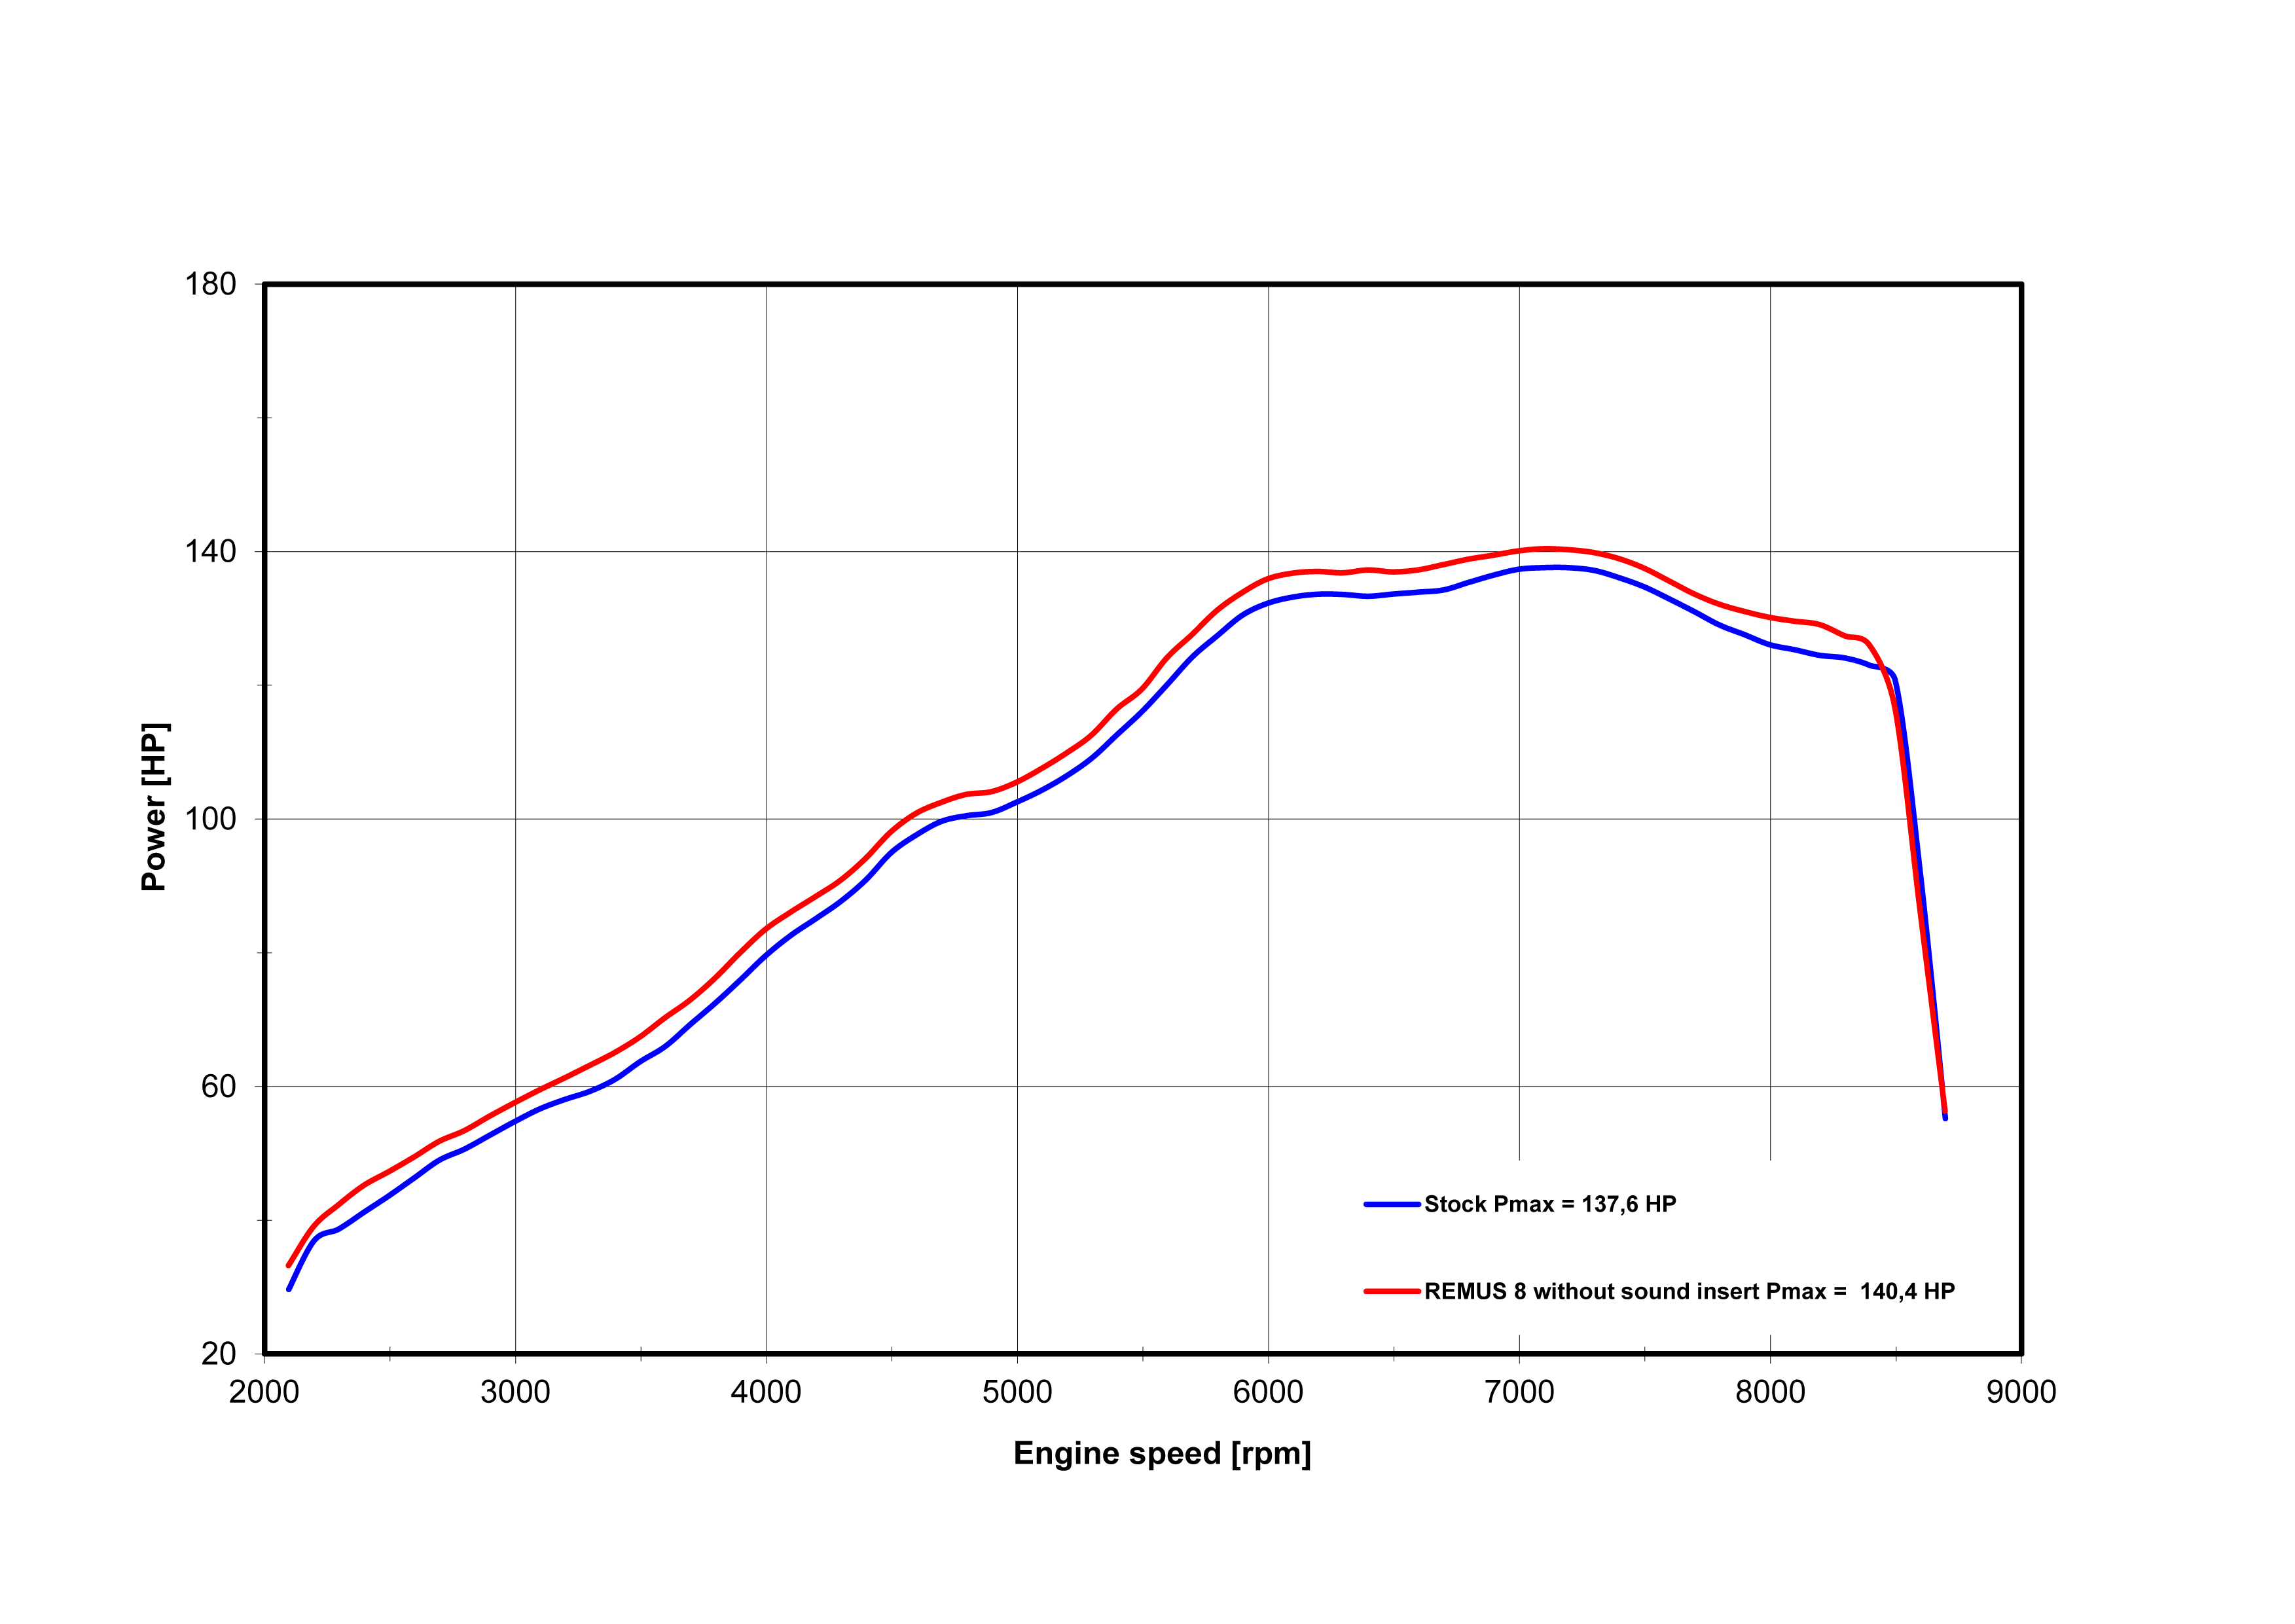 180
140
100
60
20
Power [HP]
Stock Pmax = 137,6 HP
REMUS 8 without sound insert Pmax =  140,4 HP
2000 3000 4000 5000 6000 7000 8000 9000
Engine speed [rpm]